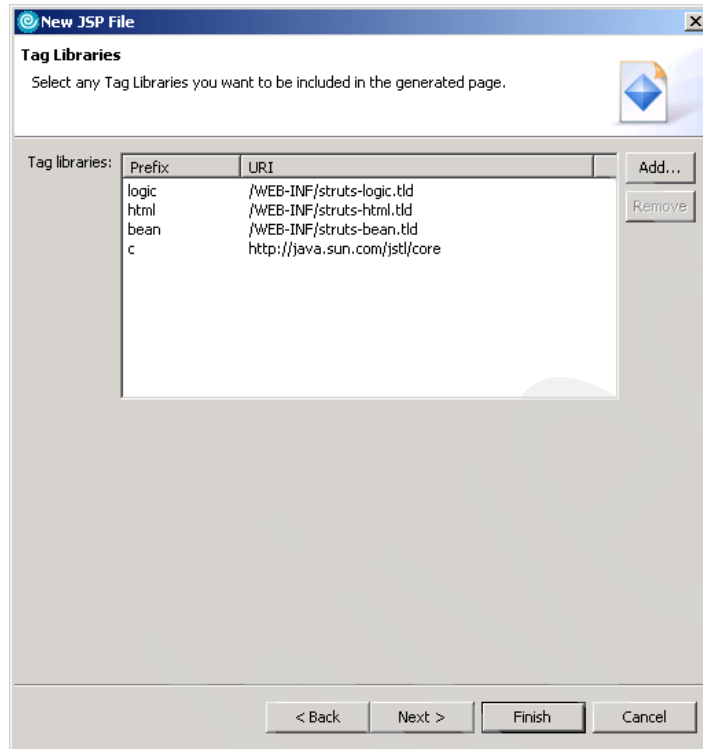 New JSP File
Tag Libraries
Select any Tag Libraries you want to be included in the generated page.
Tag libraries:
Prefix URI
Add...
logic /WEB-INF/struts-logic.tld
html /WEB-INF/struts-html.tld
Remove
bean /WEB-INF/struts-bean.tld
c http://java.sun.com/jstl/core
< Back Next > Finish Cancel